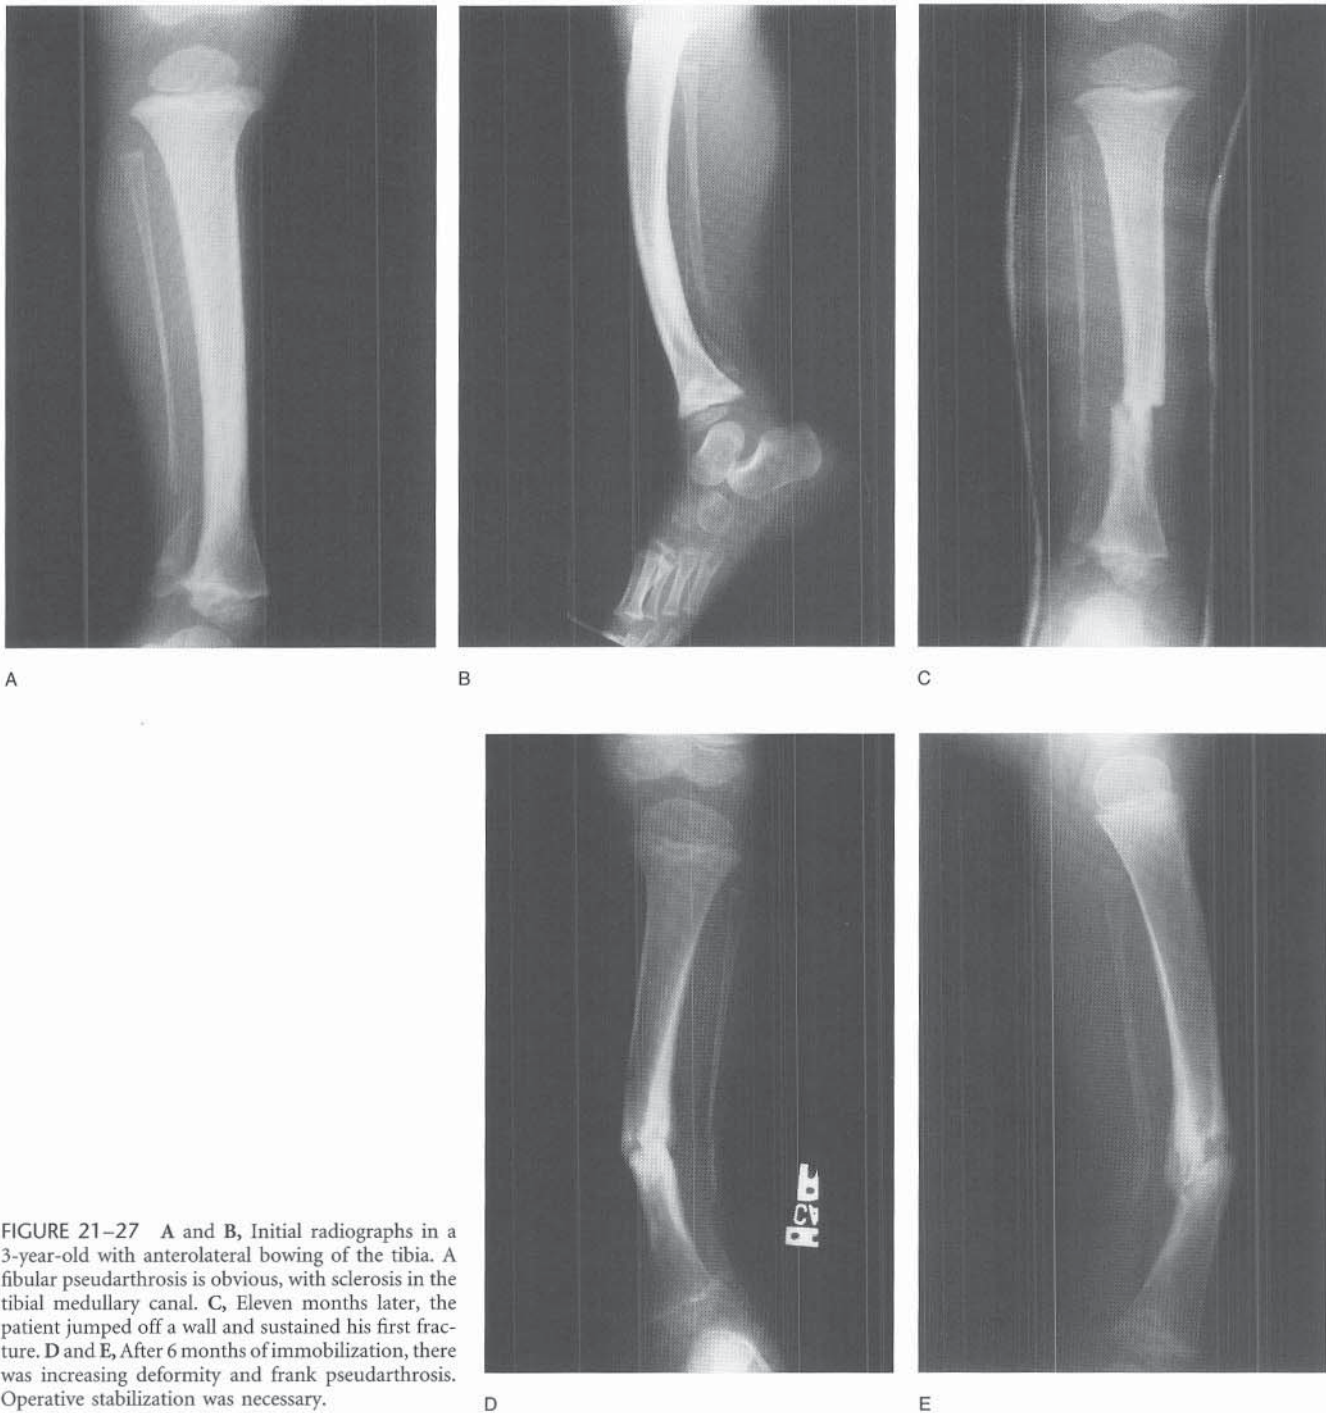 A
B
C
FIGURE 21–27 A and B, Initial radiographs in a
3-year-old with anterolateral bowing of the tibia. A
fibular pseudarthrosis is obvious, with sclerosis in the
tibial medullary canal. C, Eleven months later, the
patient jumped off a wall and sustained his first frac-
ture. D and E, After 6 months of immobilization, there
was increasing deformity and frank pseudarthrosis.
Operative stabilization was necessary.
D
E